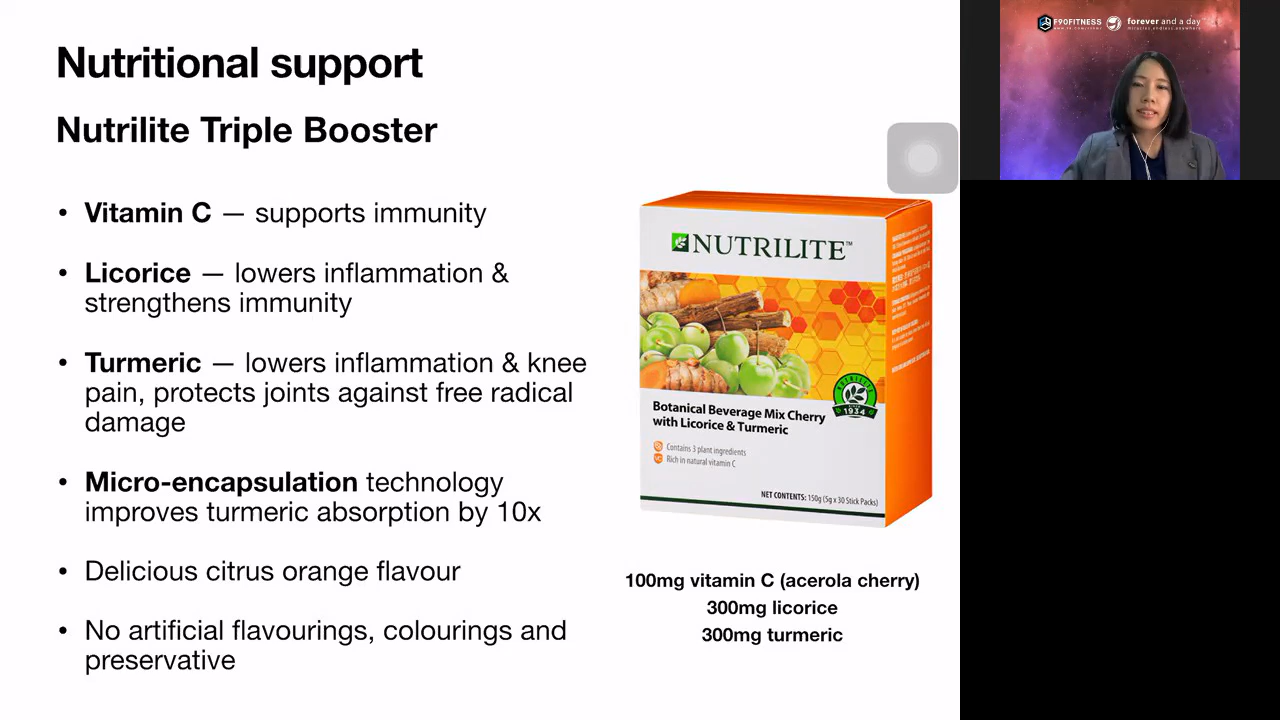 Nutritional support
Nutrilite Triple Booster
• Vitamin C — supports immunity
• Licorice — lowers inflammation &
strengthens immunity
• Turmeric — lowers inflammation & knee
pain, protects joints against free radical
damage
• Micro-encapsulation technology
improves turmeric absorption by 10x
• Delicious citrus orange flavour
• No artificial flavourings, colourings and
preservative
NUTRILITE™
NUTRILITE
1934
Botanical Beverage Mix Cherry
with Licorice & Turmeric
Contains 3 plant ingredients
Rich in natural vitamin C
NET CONTENTS: 150g (5g x 30 Stick Packs)
100mg vitamin C (acerola cherry)
300mg licorice
300mg turmeric
F90FITNESS
forever and a day